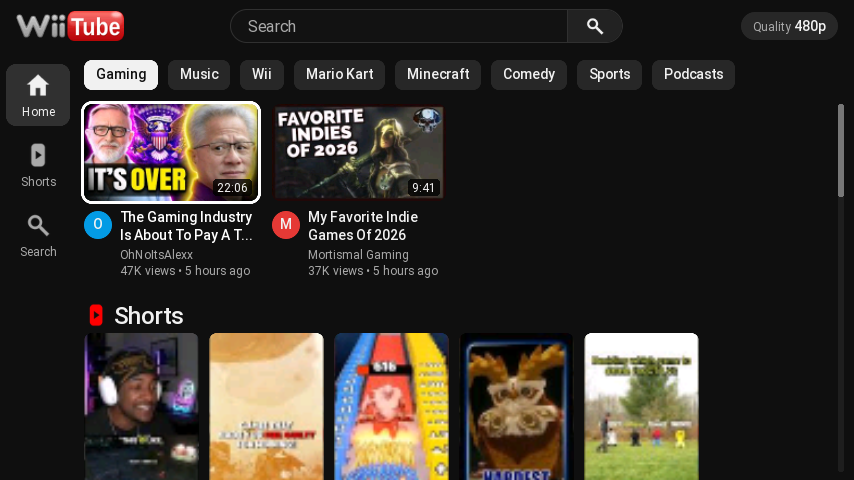 WiiTube
Search
Quality 480p
Gaming
Music
Wii
Mario Kart
Minecraft
Comedy
Sports
Podcasts
Home
Shorts
Search
IT'S OVER
22:06
FAVORITE
INDIES
OF 2026
9:41
O
The Gaming Industry
Is About To Pay A T...
OhNoItsAlexx
47K views • 5 hours ago
M
My Favorite Indie
Games Of 2026
Mortismal Gaming
37K views • 5 hours ago
Shorts
616
HARDEST